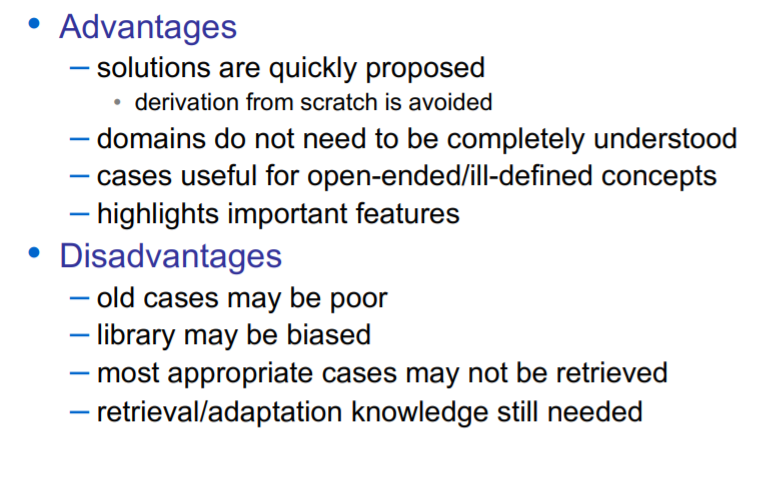 • Advantages
– solutions are quickly proposed
• derivation from scratch is avoided
– domains do not need to be completely understood
– cases useful for open-ended/ill-defined concepts
– highlights important features
• Disadvantages
– old cases may be poor
– library may be biased
– most appropriate cases may not be retrieved
– retrieval/adaptation knowledge still needed